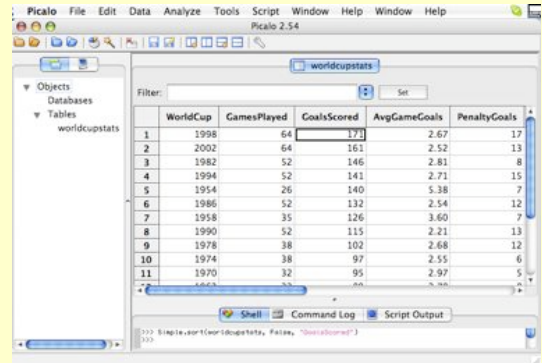 Picalo File Edit Data Analyze Tools Script Window Help Window Help
Picalo 2.54
worldcupstats
Objects
Databases
Tables
worldcupstats
Filter: Set
WorldCup GamesPlayed GoalsScored AvgGameGoals PenaltyGoals
1 1998 64 171 2.67 17
2 2002 64 161 2.52 13
3 1982 52 146 2.81 8
4 1994 52 141 2.71 15
5 1954 26 140 5.38 7
6 1986 52 132 2.54 12
7 1958 35 126 3.60 7
8 1990 52 115 2.21 13
9 1978 38 102 2.68 12
10 1974 38 97 2.55 6
11 1970 32 95 2.97 5
Shell Command Log Script Output
>>> Simple.sort(worldcupstats, False, "GoalsScored")
>>>